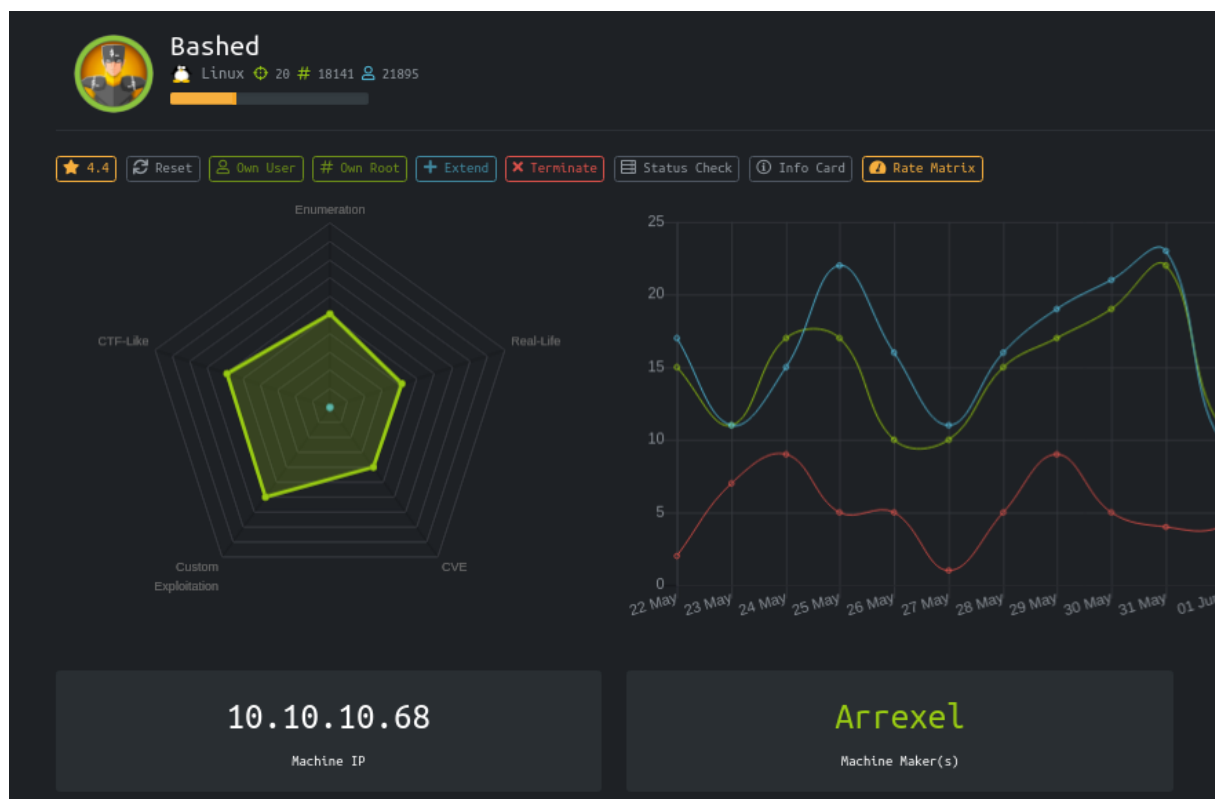 Bashed
Linux 20 # 18141 21895
4.4 Reset Own User # Own Root Extend Terminate Status Check Info Card Rate Matrix
Enumeration
CTF-Like
Real-Life
Custom
Exploitation
CVE
25
20
15
10
5
0
22 May 23 May 24 May 25 May 26 May 27 May 28 May 29 May 30 May 31 May 01
10.10.10.68
Machine IP
Arrexel
Machine Maker(s)